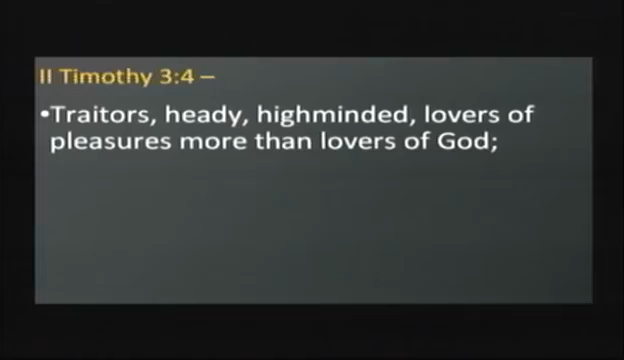 II Timothy 3:4 –
•Traitors, heady, highminded, lovers of
pleasures more than lovers of God;